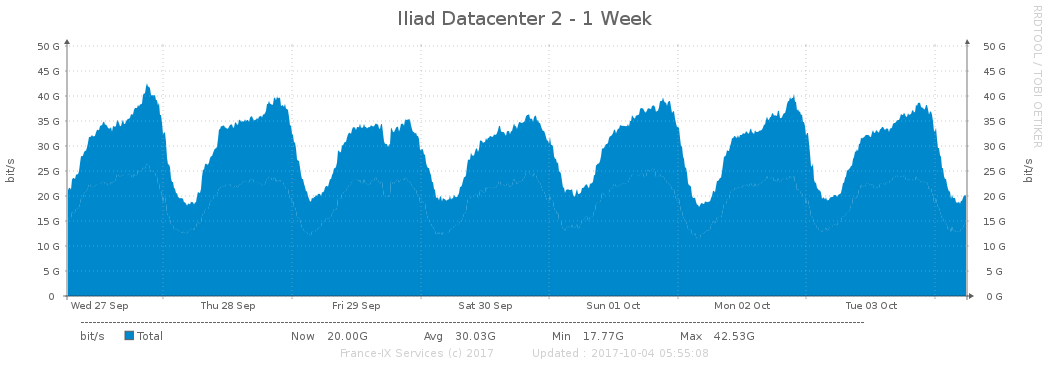 Iliad Datacenter 2 - 1 Week
RRDTOOL / TOBI OETIKER
bit/s
50 G 50 G
45 G 45 G
40 G 40 G
35 G 35 G
30 G 30 G
25 G 25 G
20 G 20 G
15 G 15 G
10 G 10 G
5 G 5 G
0 0 G
bit/s
Wed 27 Sep Thu 28 Sep Fri 29 Sep Sat 30 Sep Sun 01 Oct Mon 02 Oct Tue 03 Oct
bit/s Total Now 20.00G Avg 30.03G Min 17.77G Max 42.53G
France-IX Services (c) 2017 Updated : 2017-10-04 05:55:08